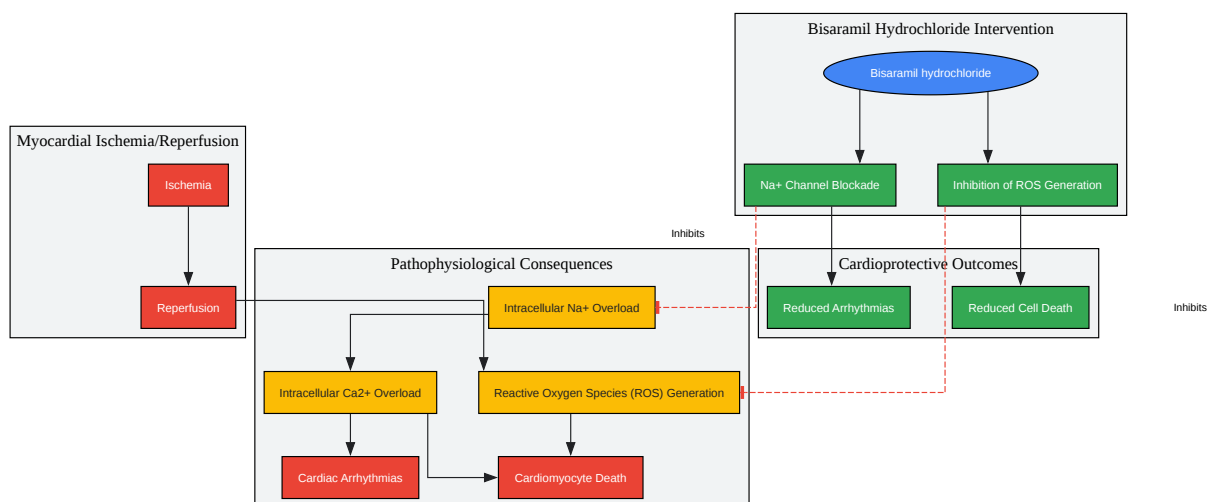 Bisaramil Hydrochloride Intervention
Bisaramil hydrochloride
Myocardial Ischemia/Reperfusion
Ischemia
Na+ Channel Blockade
Inhibition of ROS Generation
Inhibits
Pathophysiological Consequences
Cardioprotective Outcomes
Reperfusion
Intracellular Na+ Overload
Reduced Arrhythmias
Reduced Cell Death
Inhibits
Intracellular Ca2+ Overload
Reactive Oxygen Species (ROS) Generation
Cardiac Arrhythmias
Cardiomyocyte Death